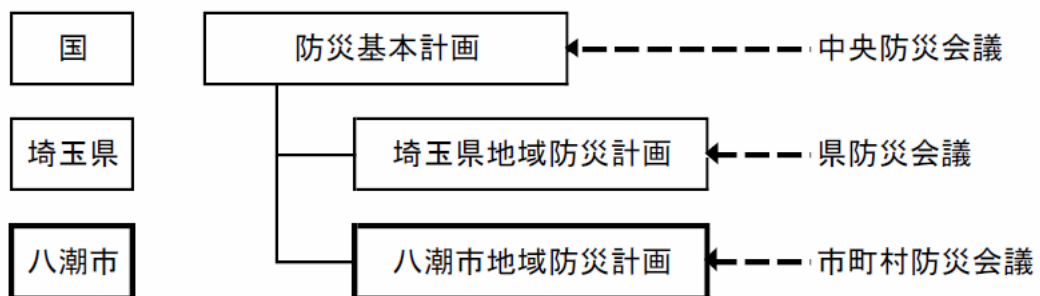 国 防災基本計画 中央防災会議
埼玉県 埼玉県地域防災計画 県防災会議
八潮市 八潮市地域防災計画 市町村防災会議